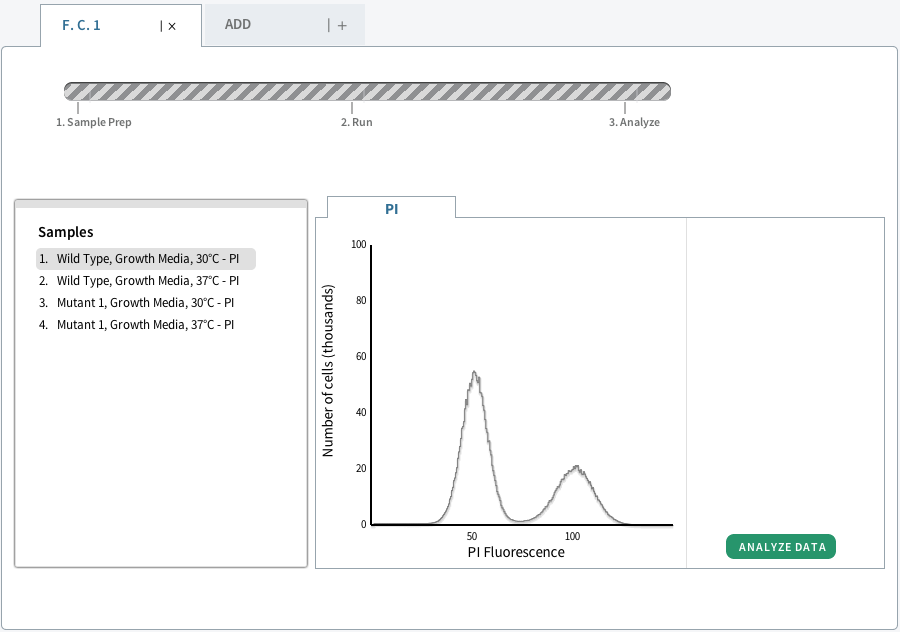 F. C. 1 | ×
ADD | +
1. Sample Prep
2. Run
3. Analyze
Samples
1. Wild Type, Growth Media, 30°C - PI
2. Wild Type, Growth Media, 37°C - PI
3. Mutant 1, Growth Media, 30°C - PI
4. Mutant 1, Growth Media, 37°C - PI
PI
Number of cells (thousands)
100
80
60
40
20
0
50 100
PI Fluorescence
ANALYZE DATA